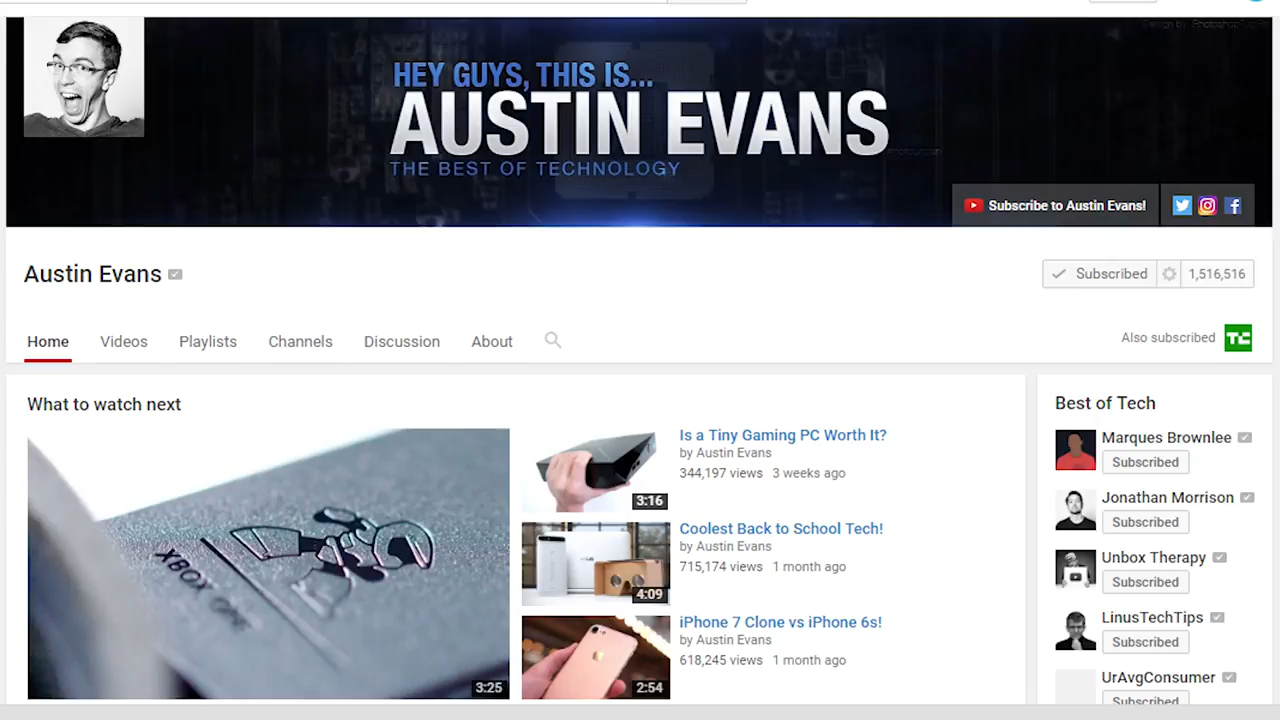 HEY GUYS, THIS IS...
AUSTIN EVANS
THE BEST OF TECHNOLOGY
Subscribe to Austin Evans!
Austin Evans
Subscribed 1,516,516
Home Videos Playlists Channels Discussion About
Also subscribed TC
What to watch next
XBOX ONE
3:25
Is a Tiny Gaming PC Worth It?
by Austin Evans
344,197 views 3 weeks ago
3:16
Coolest Back to School Tech!
by Austin Evans
715,174 views 1 month ago
4:09
iPhone 7 Clone vs iPhone 6s!
by Austin Evans
618,245 views 1 month ago
2:54
Best of Tech
Marques Brownlee
Subscribed
Jonathan Morrison
Subscribed
Unbox Therapy
Subscribed
LinusTechTips
Subscribed
UrAvgConsumer
Subscribed